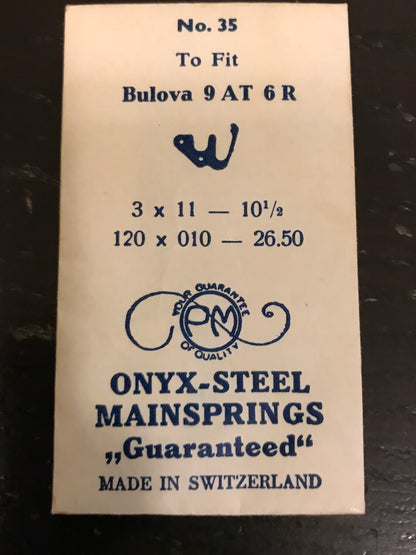 No. 35
To Fit
Bulova 9 AT 6 R
3 x 11 — 10½
120 x 010 — 26.50
YOUR GUARANTEE
PM
OF QUALITY
ONYX-STEEL
MAINSPRINGS
„Guaranteed“
MADE IN SWITZERLAND